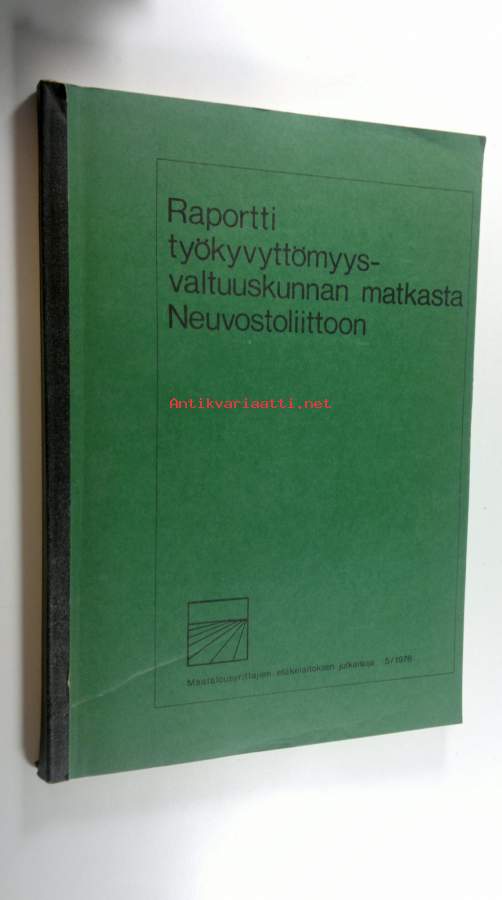 Raportti
työkyvyttömyys-
valtuuskunnan matkasta
Neuvostoliittoon
Antikvariaatti.net
Maatalousyrittäjien eläkelaitoksen julkaisuja 5/1978